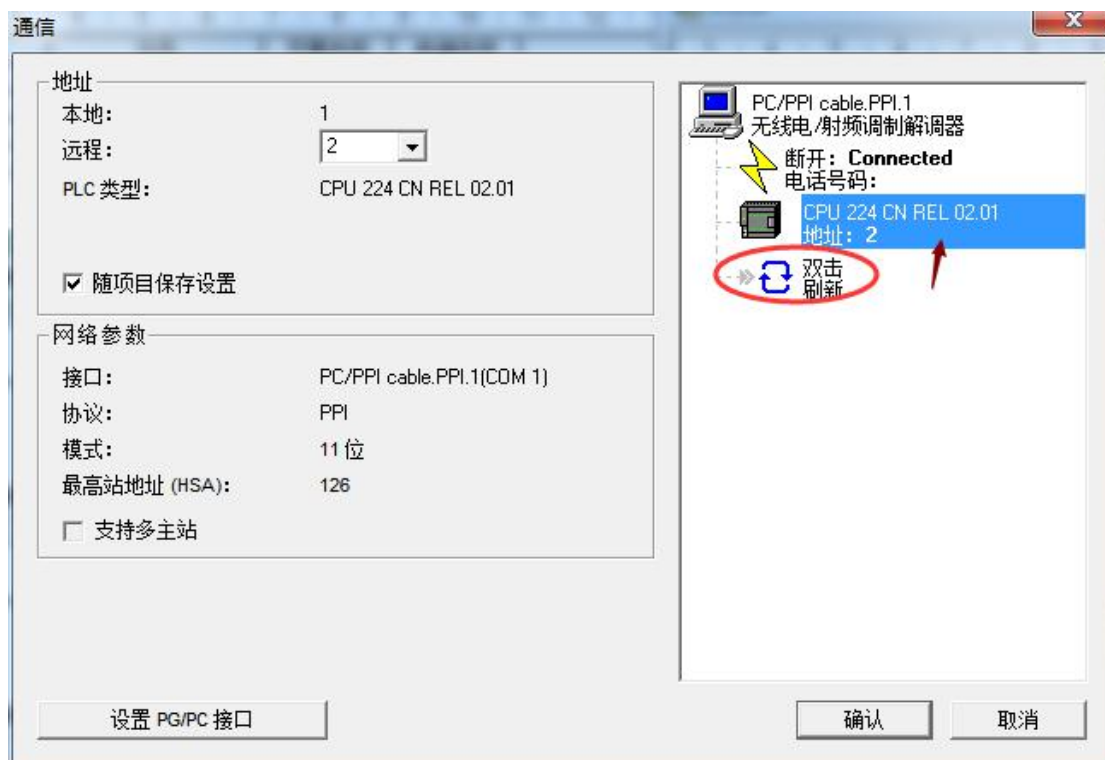 通信
地址
本地： 1
远程： 2
PLC 类型： CPU 224 CN REL 02.01
随项目保存设置
网络参数
接口： PC/PPI cable.PPI.1(COM 1)
协议： PPI
模式： 11 位
最高站地址 (HSA)： 126
支持多主站
设置 PG/PC 接口
PC/PPI cable.PPI.1
无线电/射频调制解调器
断开：Connected
电话号码：
CPU 224 CN REL 02.01
地址：2
双击
刷新
确认
取消